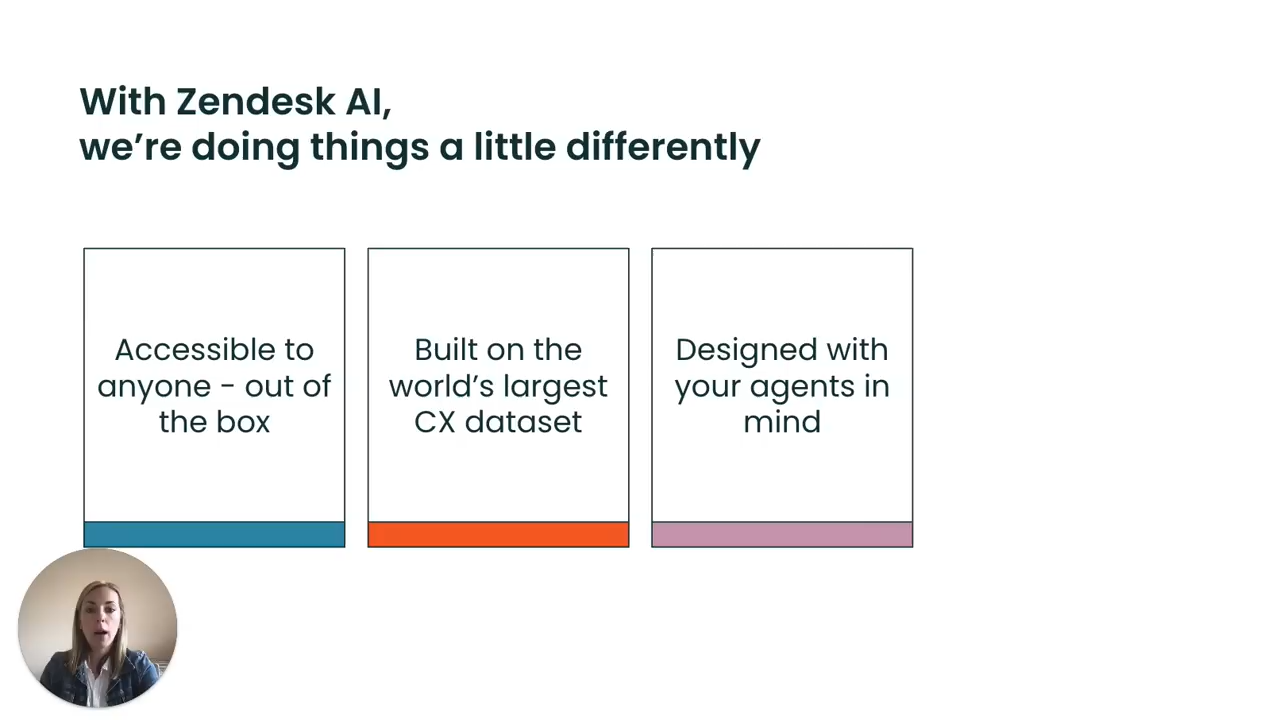 With Zendesk AI,
we’re doing things a little differently
Accessible to
anyone - out of
the box
Built on the
world’s largest
CX dataset
Designed with
your agents in
mind